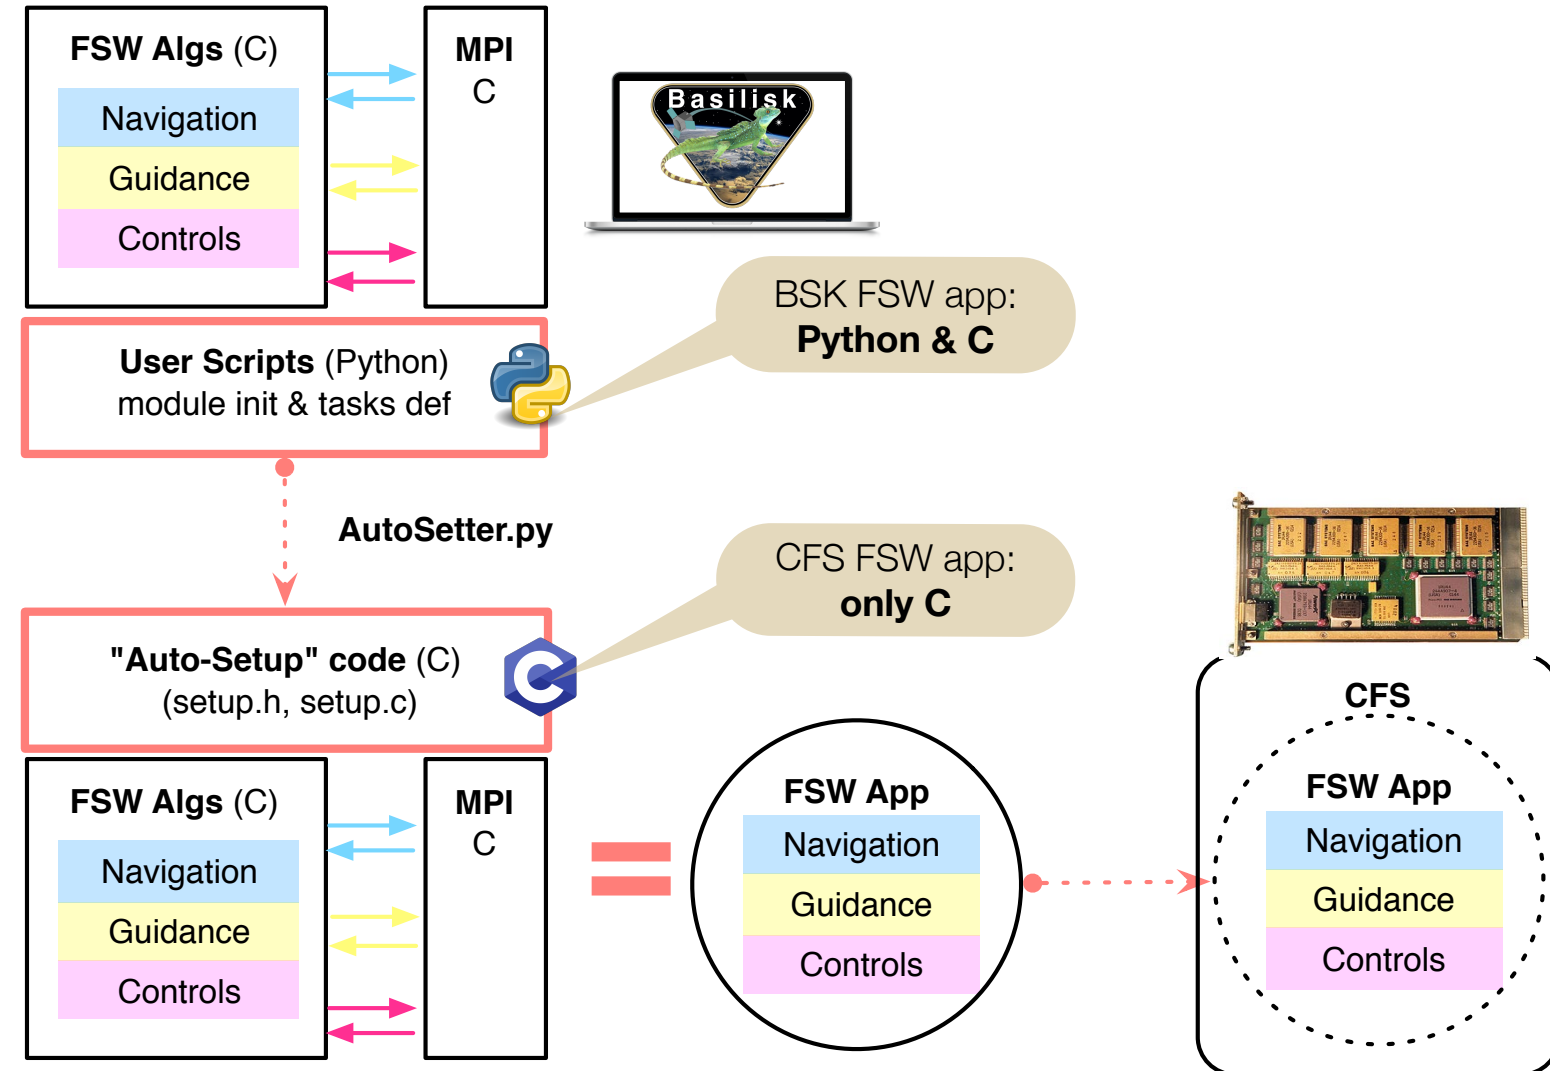 FSW Algs (C)
Navigation
Guidance
Controls
MPI
C
Basilisk
BSK FSW app:
Python & C
User Scripts (Python)
module init & tasks def
AutoSetter.py
CFS FSW app:
only C
"Auto-Setup" code (C)
(setup.h, setup.c)
C
FSW Algs (C)
Navigation
Guidance
Controls
MPI
C
FSW App
Navigation
Guidance
Controls
CFS
FSW App
Navigation
Guidance
Controls